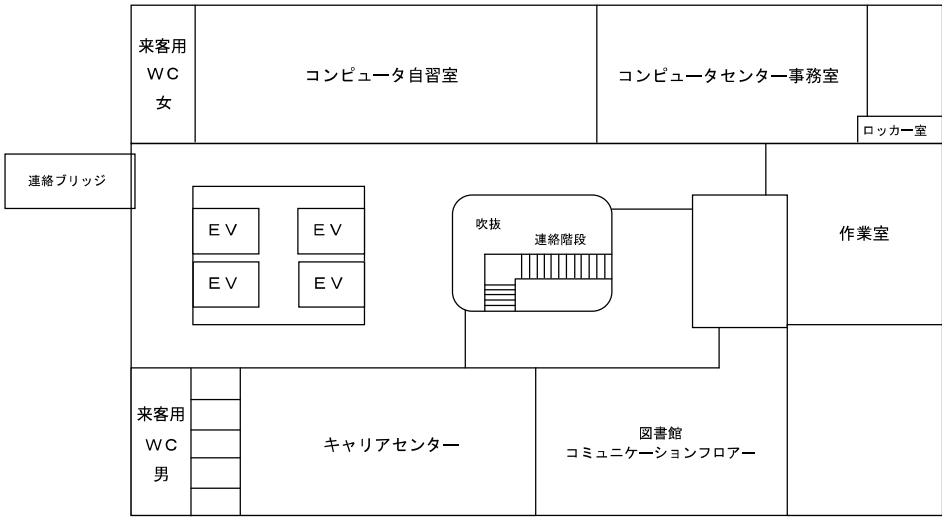 来客用
ＷＣ
女
コンピュータ自習室
コンピュータセンター事務室
ロッカー室
連絡ブリッジ
ＥＶ
ＥＶ
ＥＶ
ＥＶ
吹抜
連絡階段
作業室
来客用
ＷＣ
男
キャリアセンター
図書館
コミュニケーションフロアー